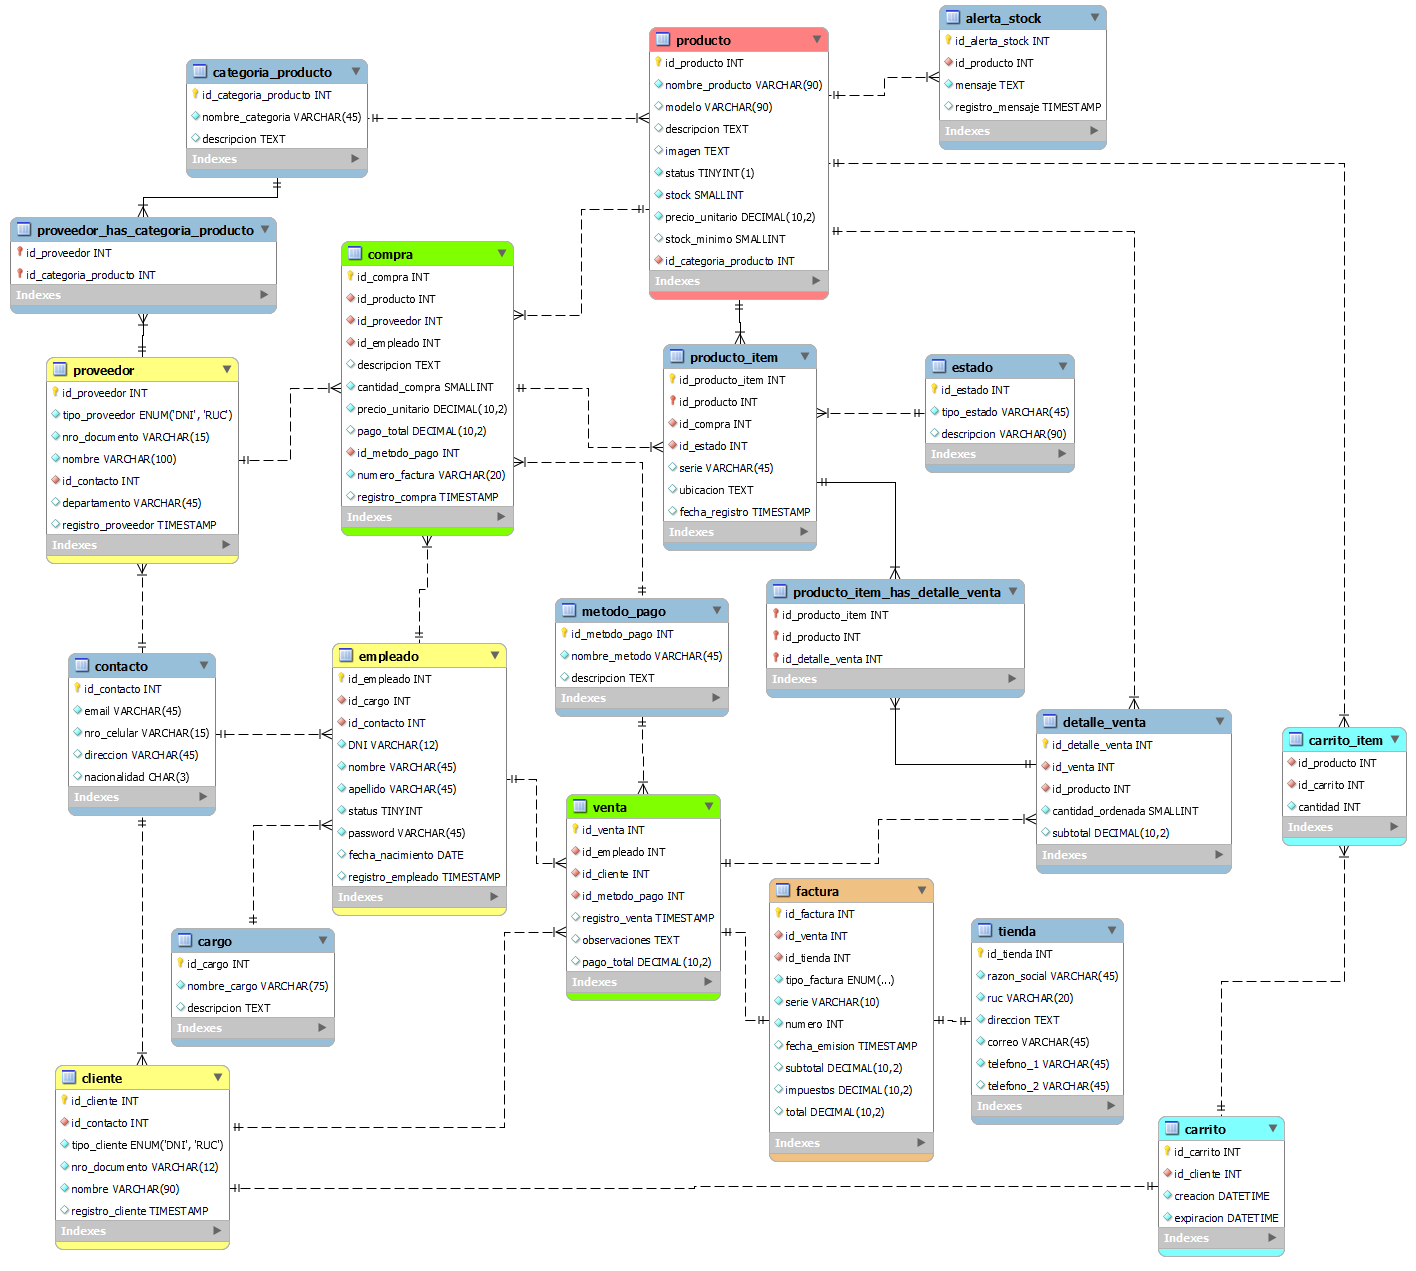 alerta_stock
id_alerta_stock INT
id_producto INT
mensaje TEXT
registro_mensaje TIMESTAMP
Indexes
producto
id_producto INT
nombre_producto VARCHAR(90)
modelo VARCHAR(90)
descripcion TEXT
imagen TEXT
status TINYINT(1)
stock SMALLINT
precio_unitario DECIMAL(10,2)
stock_minimo SMALLINT
id_categoria_producto INT
Indexes
categoria_producto
id_categoria_producto INT
nombre_categoria VARCHAR(45)
descripcion TEXT
Indexes
proveedor_has_categoria_producto
id_proveedor INT
id_categoria_producto INT
Indexes
compra
id_compra INT
id_producto INT
id_proveedor INT
id_empleado INT
descripcion TEXT
cantidad_compra SMALLINT
precio_unitario DECIMAL(10,2)
pago_total DECIMAL(10,2)
id_metodo_pago INT
numero_factura VARCHAR(20)
registro_compra TIMESTAMP
Indexes
proveedor
id_proveedor INT
tipo_proveedor ENUM('DNI', 'RUC')
nro_documento VARCHAR(15)
nombre VARCHAR(100)
id_contacto INT
departamento VARCHAR(45)
registro_proveedor TIMESTAMP
Indexes
producto_item
id_producto_item INT
id_producto INT
id_compra INT
id_estado INT
serie VARCHAR(45)
ubicacion TEXT
fecha_registro TIMESTAMP
Indexes
estado
id_estado INT
tipo_estado VARCHAR(45)
descripcion VARCHAR(90)
Indexes
producto_item_has_detalle_venta
id_producto_item INT
id_producto INT
id_detalle_venta INT
Indexes
metodo_pago
id_metodo_pago INT
nombre_metodo VARCHAR(45)
descripcion TEXT
Indexes
contacto
id_contacto INT
email VARCHAR(45)
nro_celular VARCHAR(15)
direccion VARCHAR(45)
nacionalidad CHAR(3)
Indexes
empleado
id_empleado INT
id_cargo INT
id_contacto INT
DNI VARCHAR(12)
nombre VARCHAR(45)
apellido VARCHAR(45)
status TINYINT
password VARCHAR(45)
fecha_nacimiento DATE
registro_empleado TIMESTAMP
Indexes
detalle_venta
id_detalle_venta INT
id_venta INT
id_producto INT
cantidad_ordenada SMALLINT
subtotal DECIMAL(10,2)
Indexes
carrito_item
id_producto INT
id_carrito INT
cantidad INT
Indexes
venta
id_venta INT
id_empleado INT
id_cliente INT
id_metodo_pago INT
registro_venta TIMESTAMP
observaciones TEXT
pago_total DECIMAL(10,2)
Indexes
factura
id_factura INT
id_venta INT
id_tienda INT
tipo_factura ENUM(...)
serie VARCHAR(10)
numero INT
fecha_emision TIMESTAMP
subtotal DECIMAL(10,2)
impuestos DECIMAL(10,2)
total DECIMAL(10,2)
Indexes
tienda
id_tienda INT
razon_social VARCHAR(45)
ruc VARCHAR(20)
direccion TEXT
correo VARCHAR(45)
telefono_1 VARCHAR(45)
telefono_2 VARCHAR(45)
Indexes
cargo
id_cargo INT
nombre_cargo VARCHAR(75)
descripcion TEXT
Indexes
cliente
id_cliente INT
id_contacto INT
tipo_cliente ENUM('DNI', 'RUC')
nro_documento VARCHAR(12)
nombre VARCHAR(90)
registro_cliente TIMESTAMP
Indexes
carrito
id_carrito INT
id_cliente INT
creacion DATETIME
expiracion DATETIME
Indexes